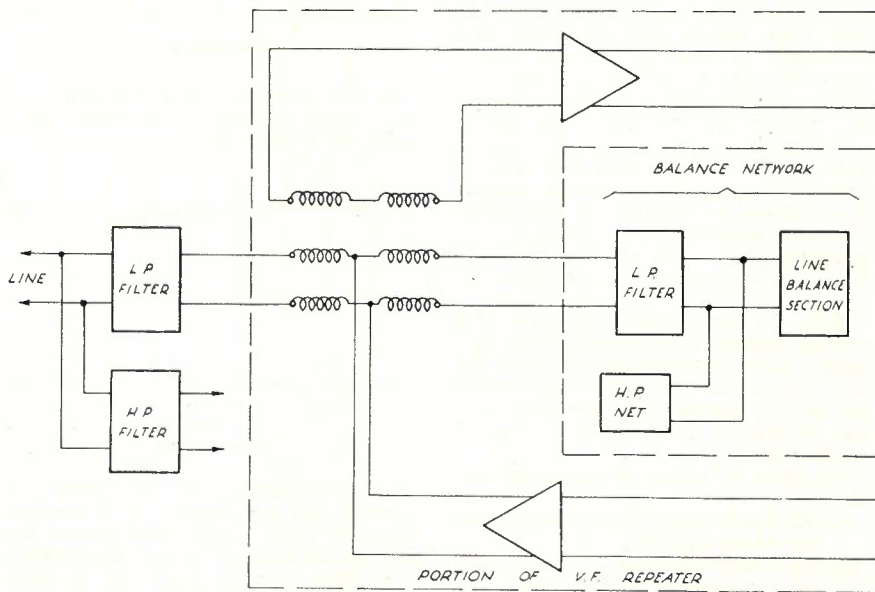 BALANCE NETWORK
L.P.
FILTER
LINE
L.P.
FILTER
LINE
BALANCE
SECTION
H.P
FILTER
H.P
NET
PORTION OF V.F. REPEATER